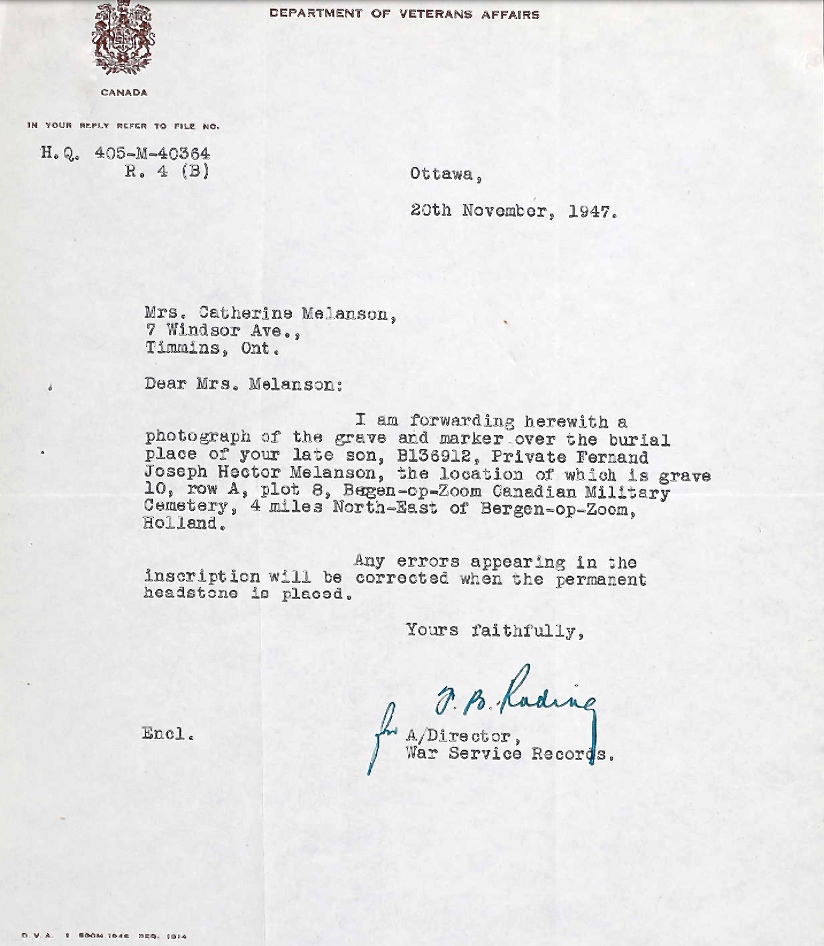 DEPARTMENT OF VETERANS AFFAIRS
CANADA
IN YOUR REPLY REFER TO FILE NO.
H.Q. 405-M-40364
R. 4 (B)
Ottawa,
20th November, 1947.
Mrs. Catherine Melanson,
7 Windsor Ave.,
Timmins, Ont.
Dear Mrs. Melanson:
I am forwarding herewith a
photograph of the grave and marker over the burial
place of your late son, B136912, Private Fernand
Joseph Hector Melanson, the location of which is grave
10, row A, plot 8, Bergen-op-Zoom Canadian Military
Cemetery, 4 miles North-East of Bergen-op-Zoom,
Holland.
Any errors appearing in the
inscription will be corrected when the permanent
headstone is placed.
Yours faithfully,
for A/Director,
War Service Records.
Encl.
D.V.A.